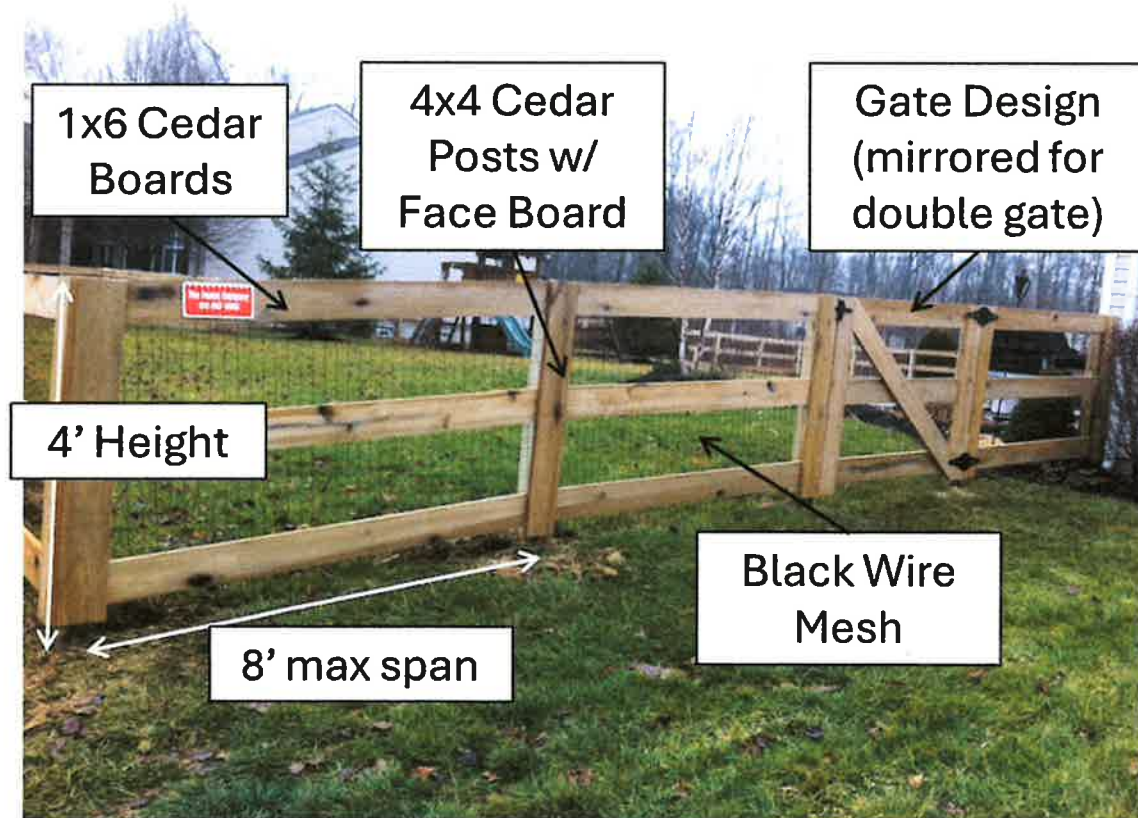 1x6 Cedar
Boards
4x4 Cedar
Posts w/
Face Board
Gate Design
(mirrored for
double gate)
4’ Height
Black Wire
Mesh
8’ max span